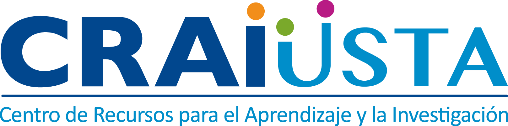 CRAIUSTA
Centro de Recursos para el Aprendizaje y la Investigación